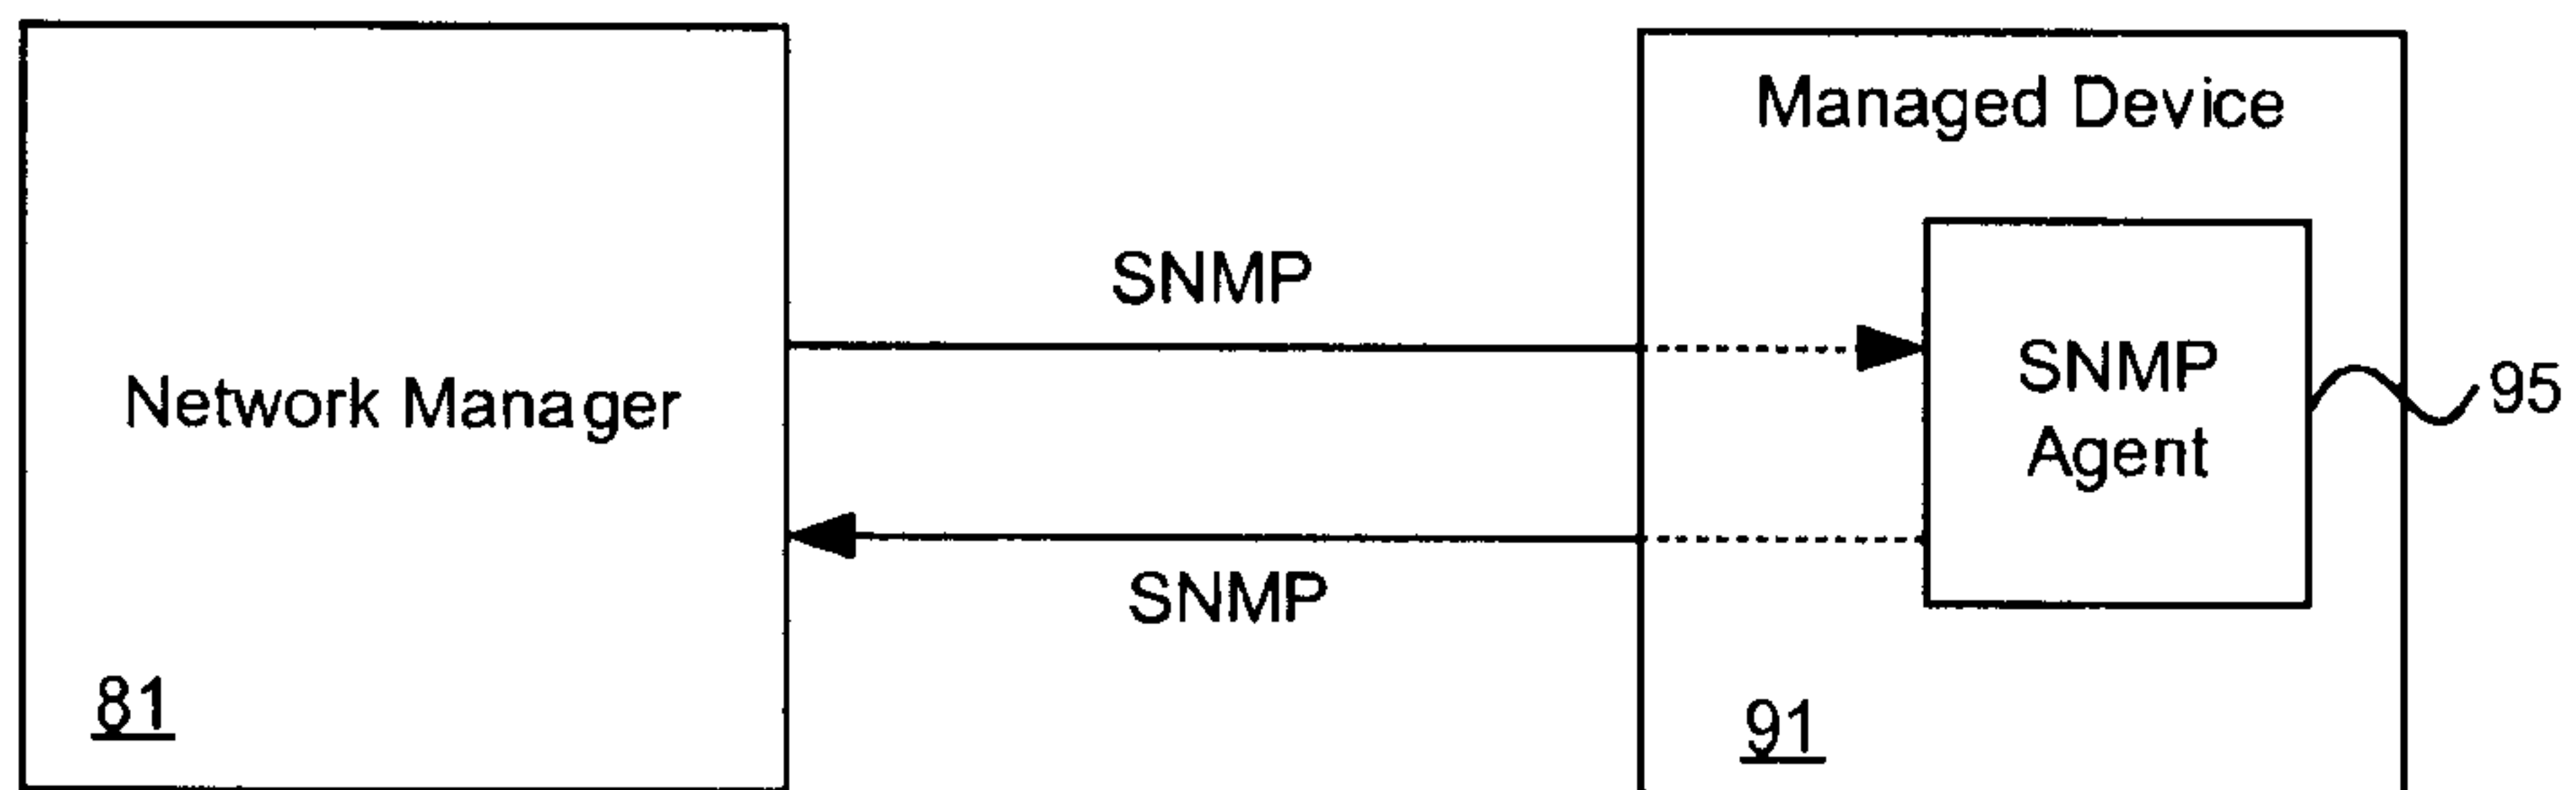 Managed Device
SNMP
SNMP
Agent
95
Network Manager
SNMP
81
91